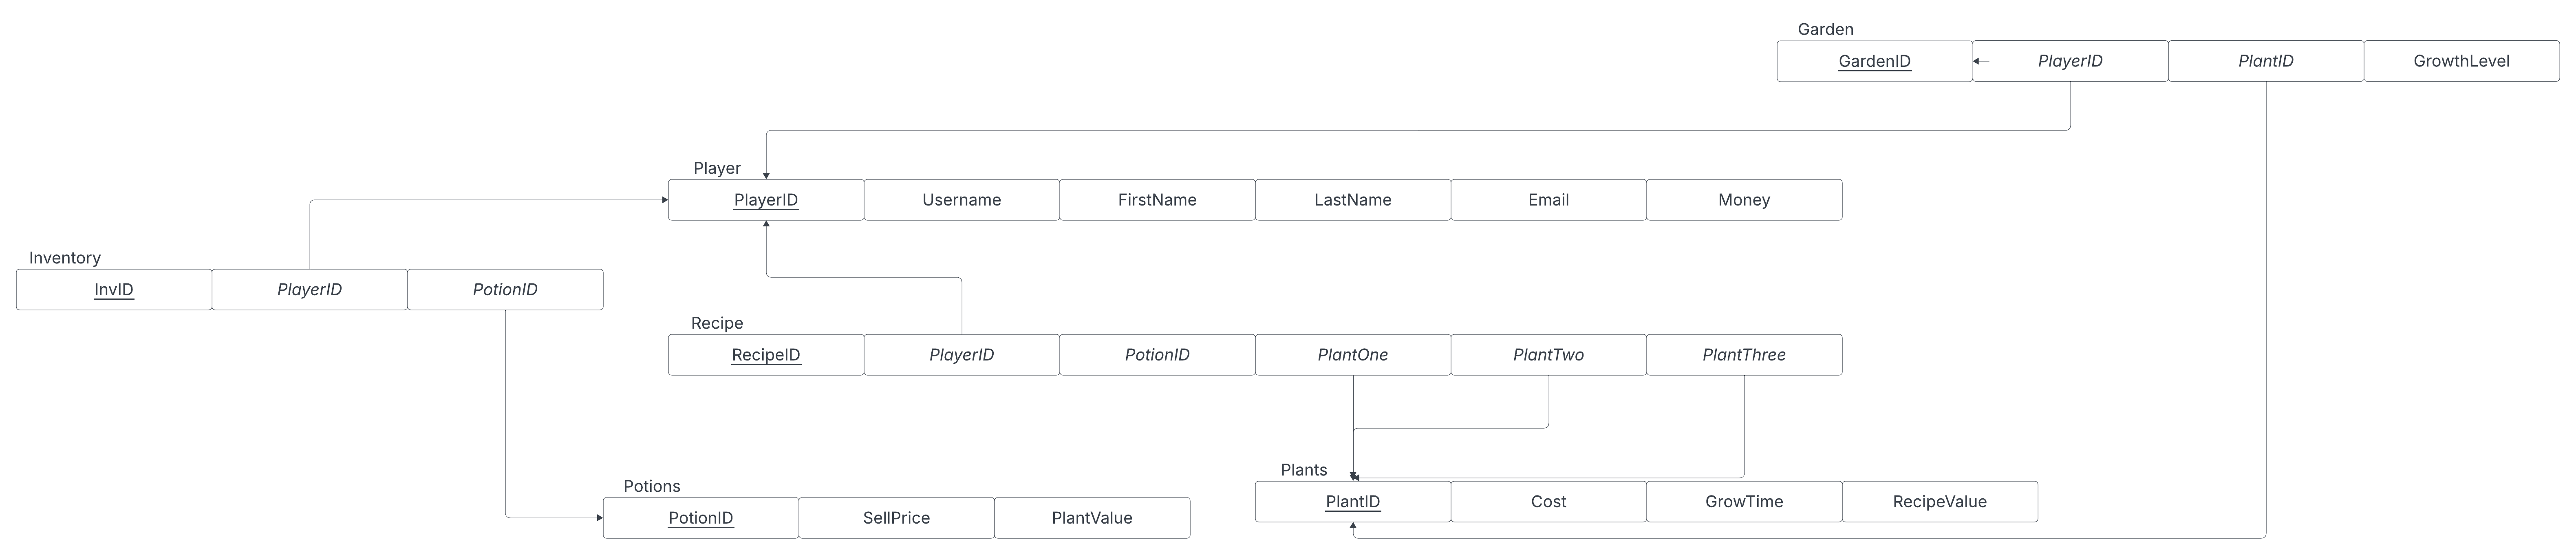 Garden
GardenID PlayerID PlantID GrowthLevel
Player
PlayerID Username FirstName LastName Email Money
Inventory
InvID PlayerID PotionID
Recipe
RecipeID PlayerID PotionID PlantOne PlantTwo PlantThree
Plants
PlantID Cost GrowTime RecipeValue
Potions
PotionID SellPrice PlantValue